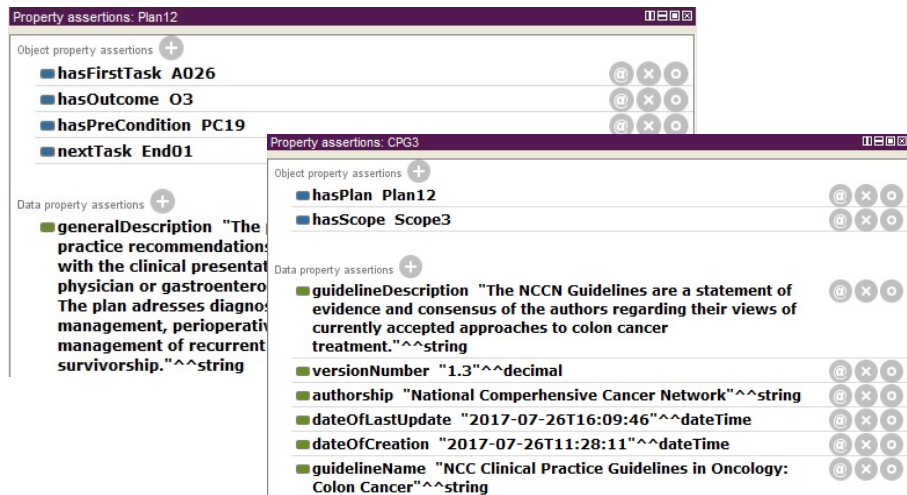 Property assertions: Plan12
Object property assertions
hasFirstTask A026
hasOutcome O3
hasPreCondition PC19
nextTask End01
Data property assertions
generalDescription "The
practice recommendations
with the clinical presentat
physician or gastroentero
The plan adresses diagnos
management, perioperativ
management of recurrent
survivorship."^^string
Property assertions: CPG3
Object property assertions
hasPlan Plan12
hasScope Scope3
Data property assertions
guidelineDescription "The NCCN Guidelines are a statement of
evidence and consensus of the authors regarding their views of
currently accepted approaches to colon cancer
treatment."^^string
versionNumber "1.3"^^decimal
authorship "National Comperhensive Cancer Network"^^string
dateOfLastUpdate "2017-07-26T16:09:46"^^dateTime
dateOfCreation "2017-07-26T11:28:11"^^dateTime
guidelineName "NCC Clinical Practice Guidelines in Oncology:
Colon Cancer"^^string